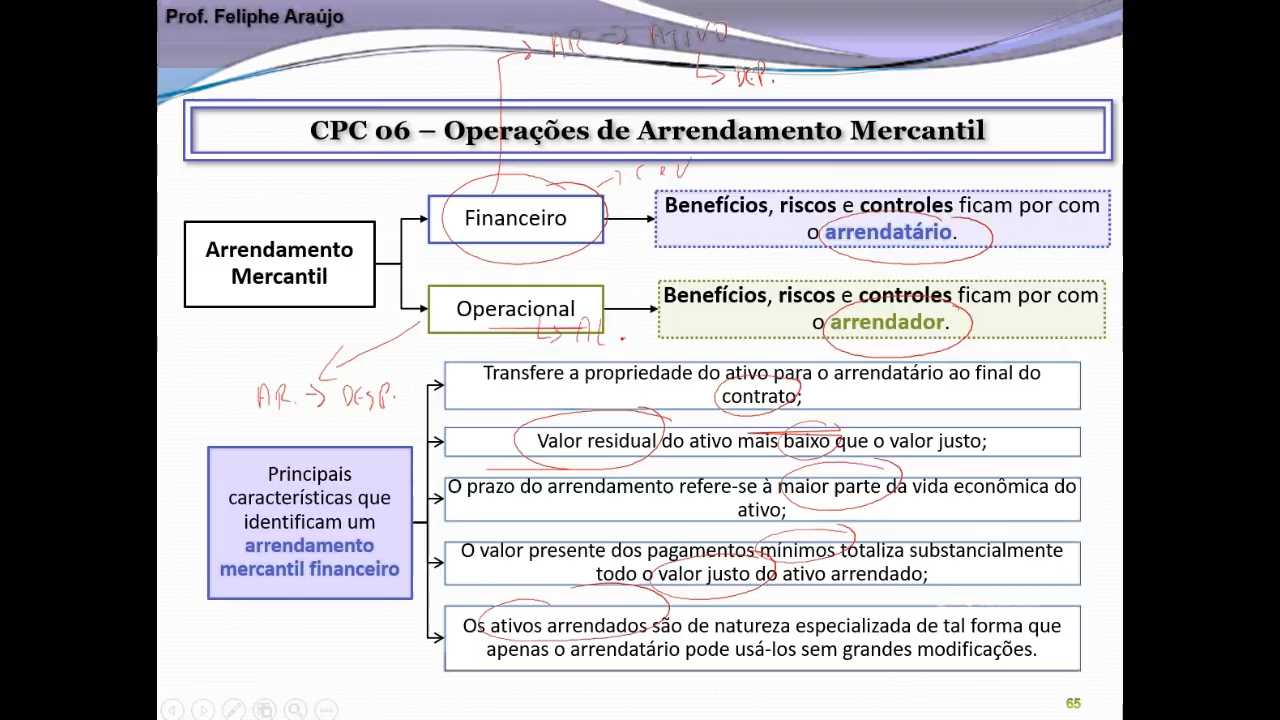 Prof. Feliphe Araújo
AR → ATIVO
→ DEP.
CPC 06 – Operações de Arrendamento Mercantil
Arrendamento
Mercantil
Financeiro
Benefícios, riscos e controles ficam por com
o arrendatário.
Operacional
Benefícios, riscos e controles ficam por com
o arrendador.
AR. → DESP.
Principais
características que
identificam um
arrendamento
mercantil financeiro
Transfere a propriedade do ativo para o arrendatário ao final do
contrato;
Valor residual do ativo mais baixo que o valor justo;
O prazo do arrendamento refere-se à maior parte da vida econômica do
ativo;
O valor presente dos pagamentos mínimos totaliza substancialmente
todo o valor justo do ativo arrendado;
Os ativos arrendados são de natureza especializada de tal forma que
apenas o arrendatário pode usá-los sem grandes modificações.
65